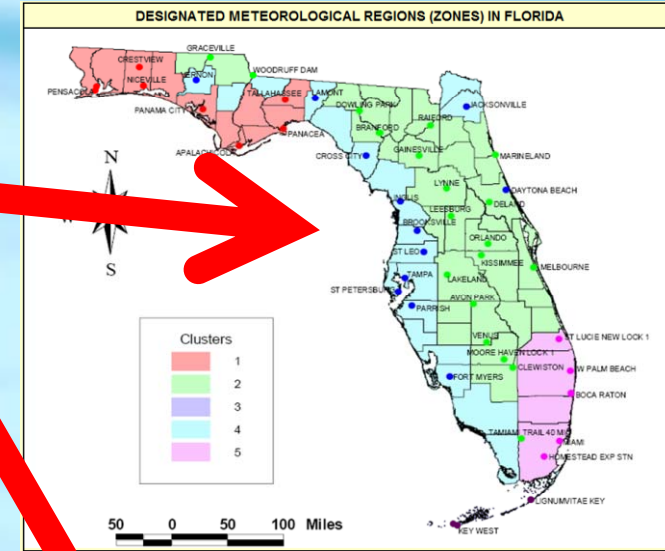 DESIGNATED METEOROLOGICAL REGIONS (ZONES) IN FLORIDA
GRACEVILLE
CRESTVIEW
WOODRUFF DAM
NICEVILLE
VERNON
PENSACOLA
TALLAHASSEE
LAMONT
PANAMA CITY
DOWLING PARK
JACKSONVILLE
RAIFORD
BRANFORD
PANACEA
APALACHICOLA
CROSS CITY
GAINESVILLE
MARINELAND
N
LYNNE
DAYTONA BEACH
INGLIS
DELAND
LEESBURG
BROOKSVILLE
ORLANDO
ST LEO
KISSIMMEE
S
MELBOURNE
TAMPA
LAKELAND
ST PETERSBURG
AVON PARK
PARRISH
VENUS
ST LUCIE NEW LOCK 1
MOORE HAVEN LOCK 1
CLEWISTON
W PALM BEACH
FORT MYERS
BOCA RATON
TAMIAMI TRAIL 40 MI
MIAMI
HOMESTEAD EXP STN
LIGNUMVITAE KEY
KEY WEST
Clusters
1
2
3
4
5
50 0 50 100 Miles